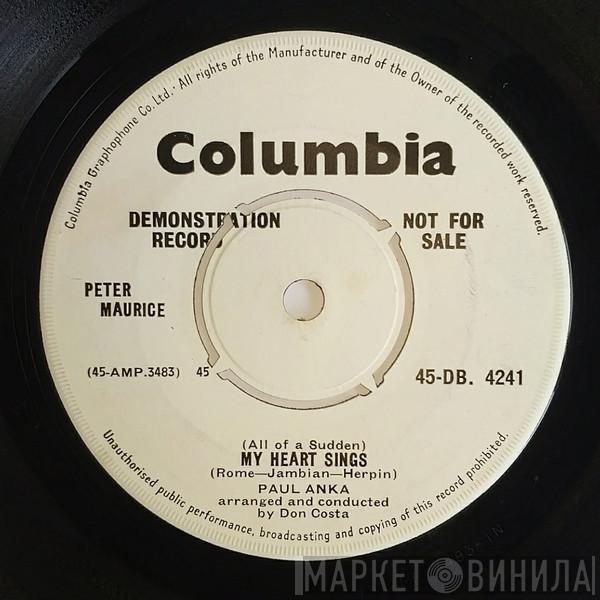 Columbia Graphophone Co. Ltd. · All rights of the Manufacturer and of the Owner of the recorded work reserved.
Columbia
DEMONSTRATION RECORD
NOT FOR SALE
PETER MAURICE
(45-AMP.3483) 45
45-DB. 4241
(All of a Sudden)
MY HEART SINGS
(Rome—Jambian—Herpin)
PAUL ANKA
arranged and conducted
by Don Costa
Unauthorised public performance, broadcasting and copying of this record prohibited.
МАРКЕТ ВИНИЛА